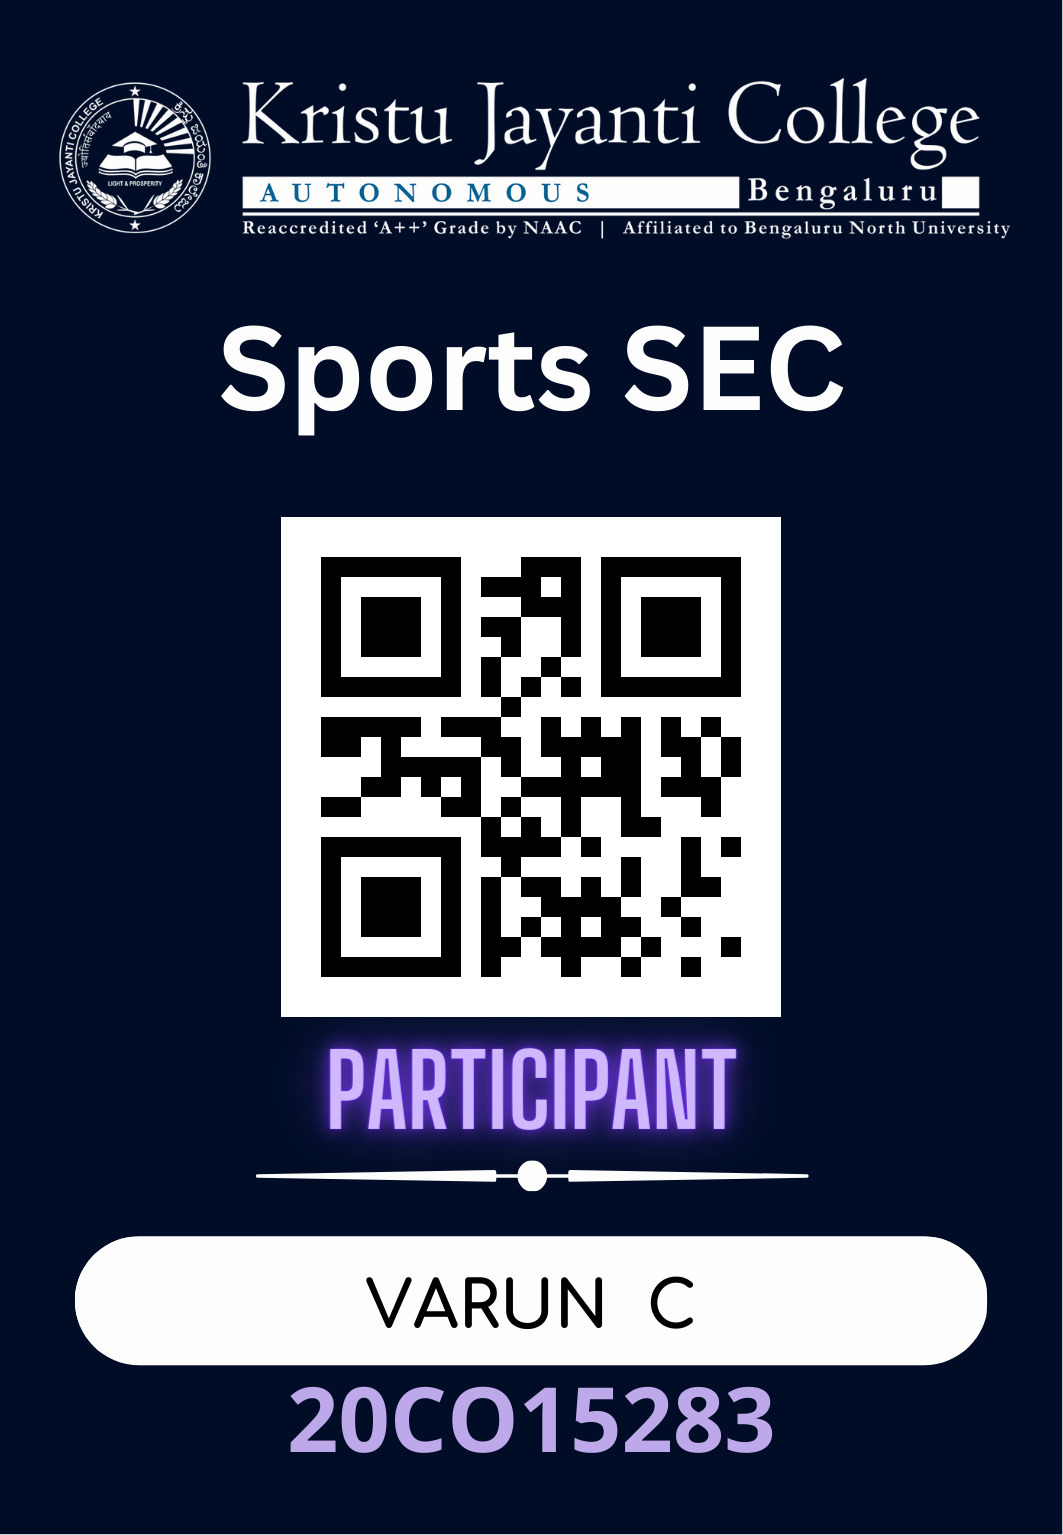 Kristu Jayanti College
AUTONOMOUS Bengaluru
Reaccredited ‘A++’ Grade by NAAC | Affiliated to Bengaluru North University
KRISTU JAYANTI COLLEGE
LIGHT & PROSPERITY
Sports SEC
PARTICIPANT
VARUN C
20CO15283